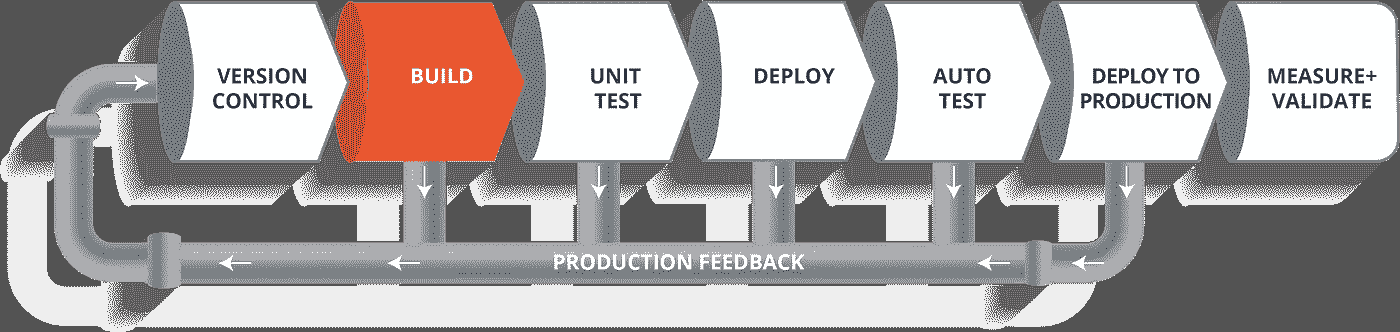 VERSION
CONTROL
BUILD
UNIT
TEST
DEPLOY
AUTO
TEST
DEPLOY TO
PRODUCTION
MEASURE+
VALIDATE
PRODUCTION FEEDBACK